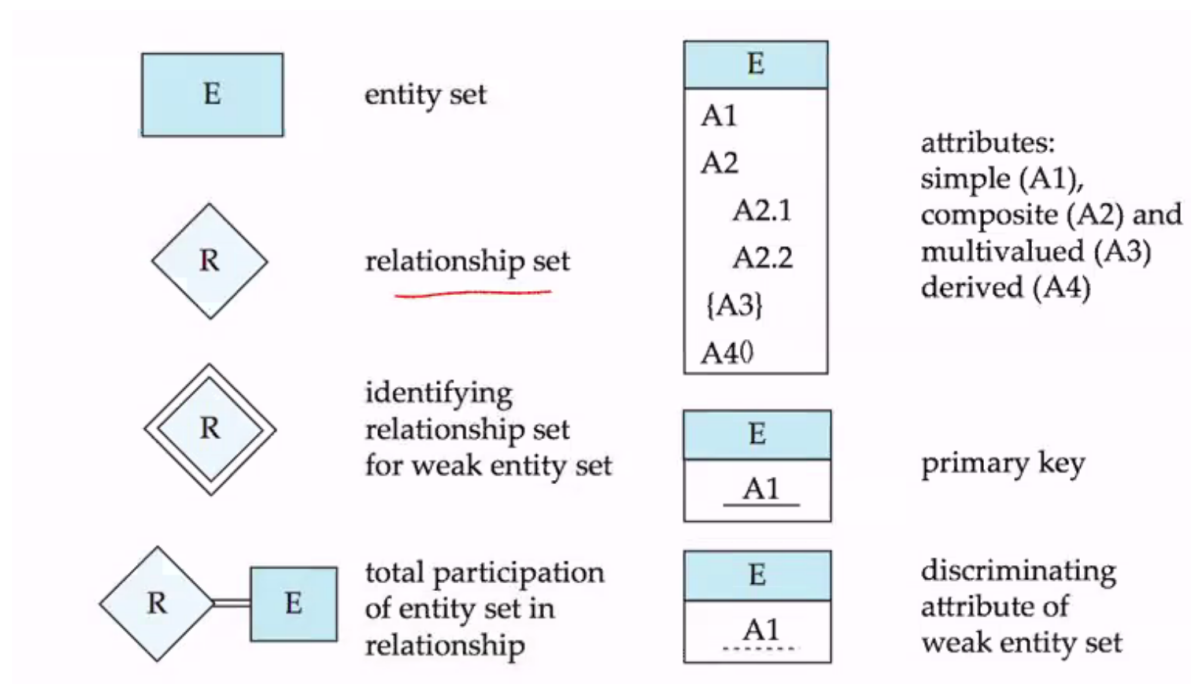 E
entity set
R
relationship set
R
identifying
relationship set
for weak entity set
R
E
total participation
of entity set in
relationship
E
A1
A2
A2.1
A2.2
{A3}
A4()
attributes:
simple (A1),
composite (A2) and
multivalued (A3)
derived (A4)
E
A1
primary key
E
A1
discriminating
attribute of
weak entity set